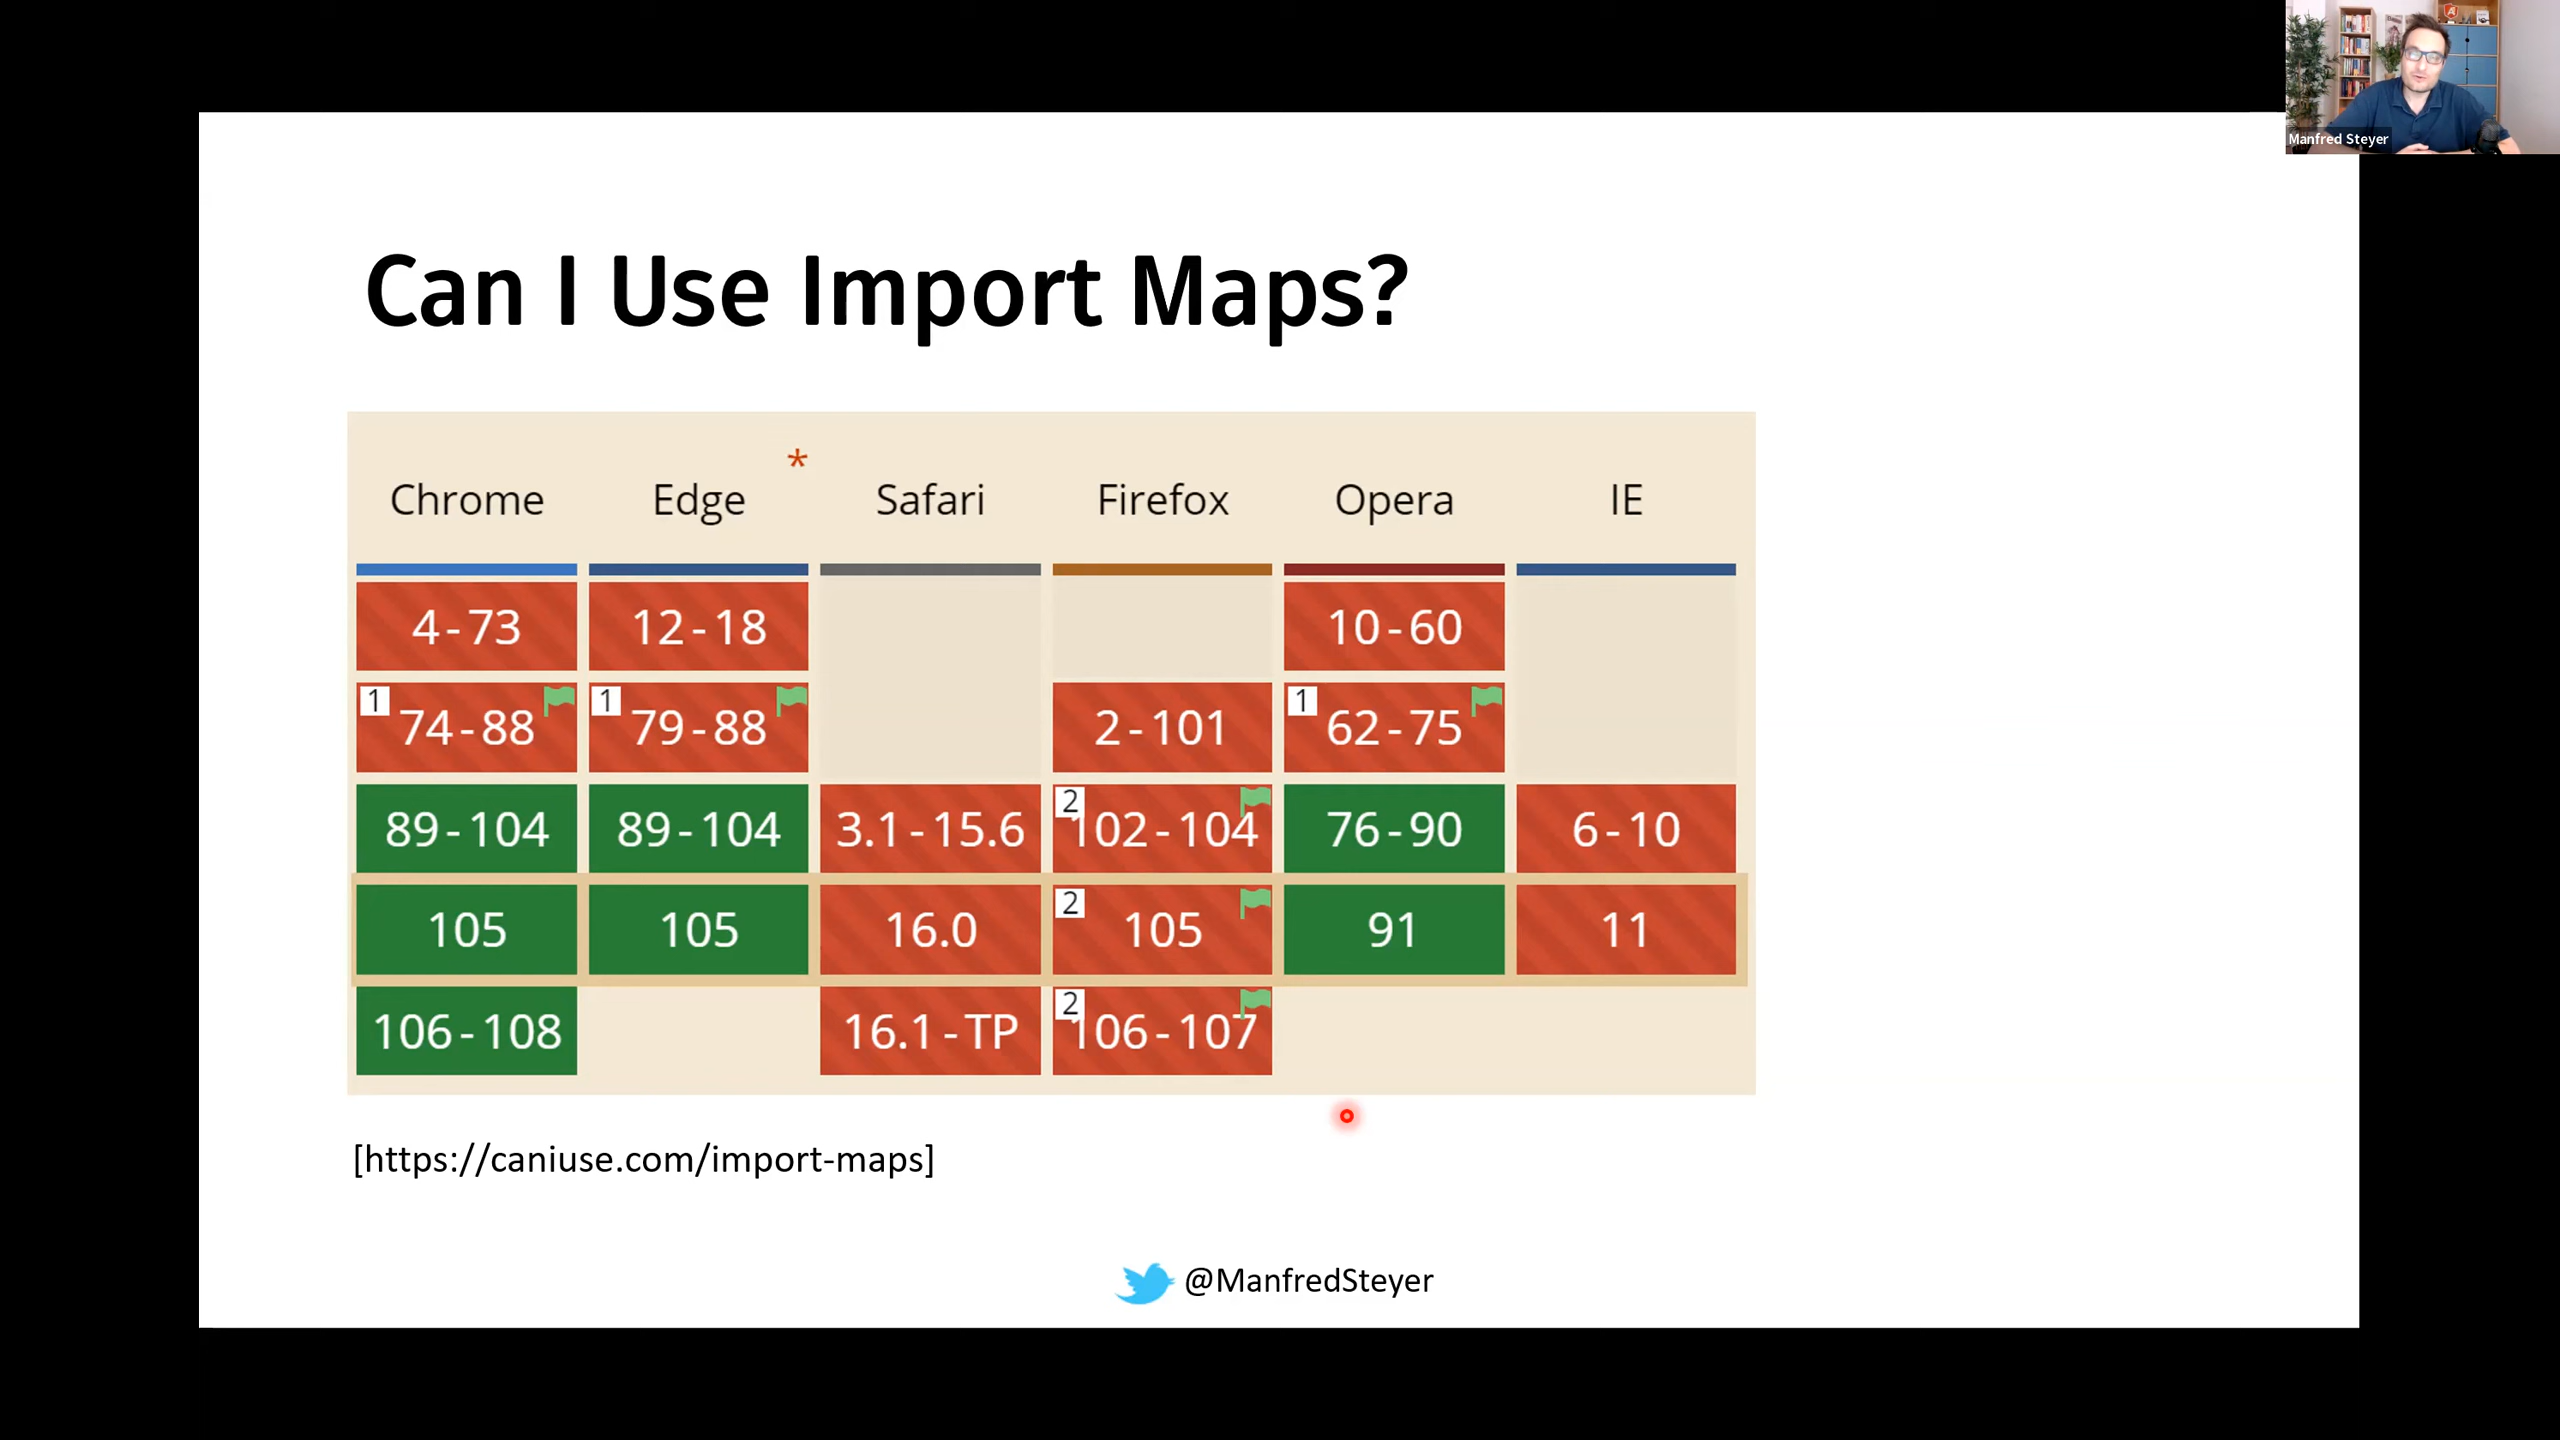 Manfred Steyer
Can I Use Import Maps?
*
Chrome Edge Safari Firefox Opera IE
4-73 12-18 10-60
1 74-88 1 79-88 2-101 1 62-75
89-104 89-104 3.1-15.6 2 102-104 76-90 6-10
105 105 16.0 2 105 91 11
106-108 16.1-TP 2 106-107
[https://caniuse.com/import-maps]
@ManfredSteyer